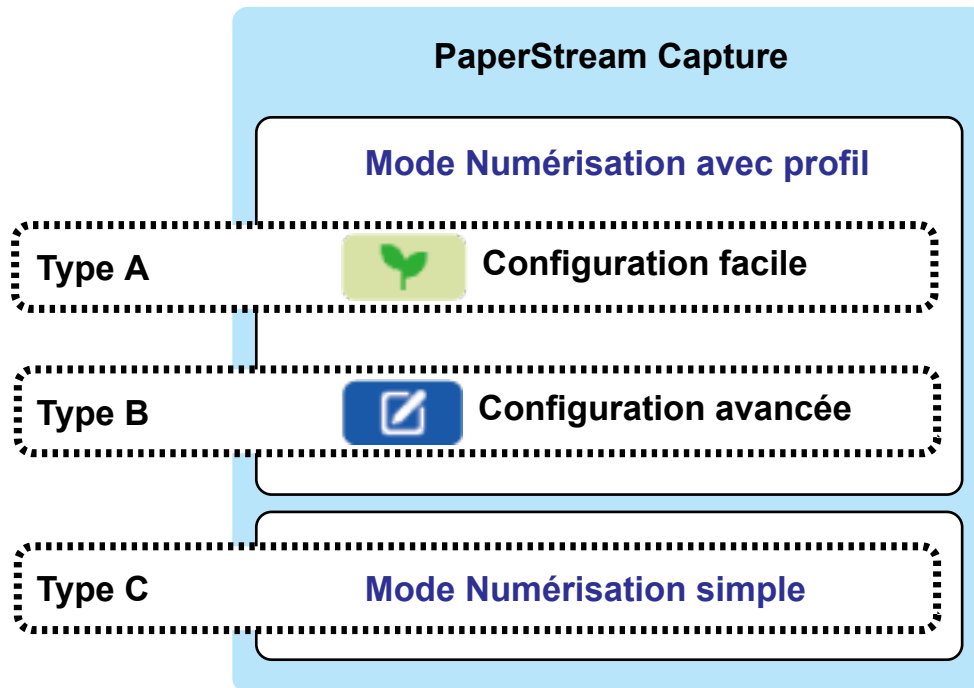 PaperStream Capture
Mode Numérisation avec profil
Type A Configuration facile
Type B Configuration avancée
Type C Mode Numérisation simple